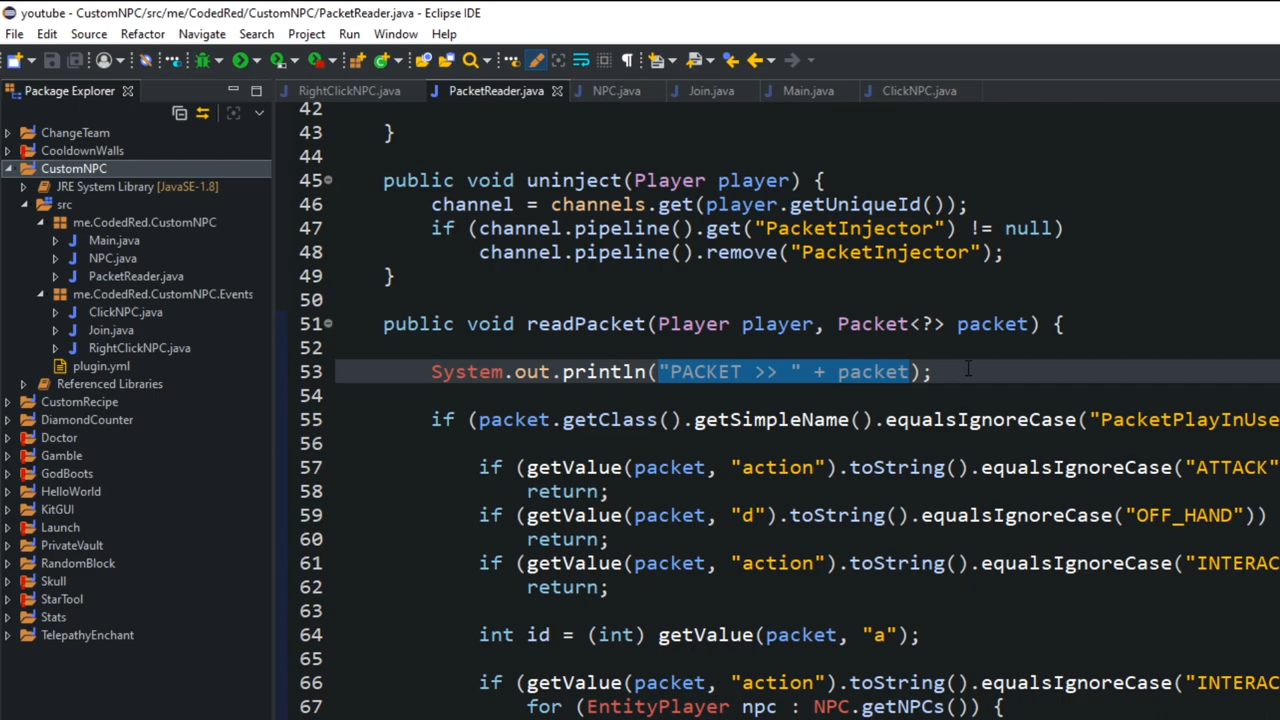 youtube - CustomNPC/src/me/CodedRed/CustomNPC/PacketReader.java - Eclipse IDE
File Edit Source Refactor Navigate Search Project Run Window Help
Package Explorer
RightClickNPC.java
PacketReader.java
NPC.java
Join.java
Main.java
ClickNPC.java
ChangeTeam
CooldownWalls
CustomNPC
JRE System Library [JavaSE-1.8]
src
me.CodedRed.CustomNPC
Main.java
NPC.java
PacketReader.java
me.CodedRed.CustomNPC.Events
ClickNPC.java
Join.java
RightClickNPC.java
plugin.yml
Referenced Libraries
CustomRecipe
DiamondCounter
Doctor
Gamble
GodBoots
HelloWorld
KitGUI
Launch
PrivateVault
RandomBlock
Skull
StarTool
Stats
TelepathyEnchant
42
43 }
44
45 public void uninject(Player player) {
46 channel = channels.get(player.getUniqueId());
47 if (channel.pipeline().get("PacketInjector") != null)
48 channel.pipeline().remove("PacketInjector");
49 }
50
51 public void readPacket(Player player, Packet<?> packet) {
52
53 System.out.println("PACKET >> " + packet);
54
55 if (packet.getClass().getSimpleName().equalsIgnoreCase("PacketPlayInUse
56
57 if (getValue(packet, "action").toString().equalsIgnoreCase("ATTACK"
58 return;
59 if (getValue(packet, "d").toString().equalsIgnoreCase("OFF_HAND"))
60 return;
61 if (getValue(packet, "action").toString().equalsIgnoreCase("INTERAC
62 return;
63
64 int id = (int) getValue(packet, "a");
65
66 if (getValue(packet, "action").toString().equalsIgnoreCase("INTERAC
67 for (EntityPlayer npc : NPC.getNPCs()) {